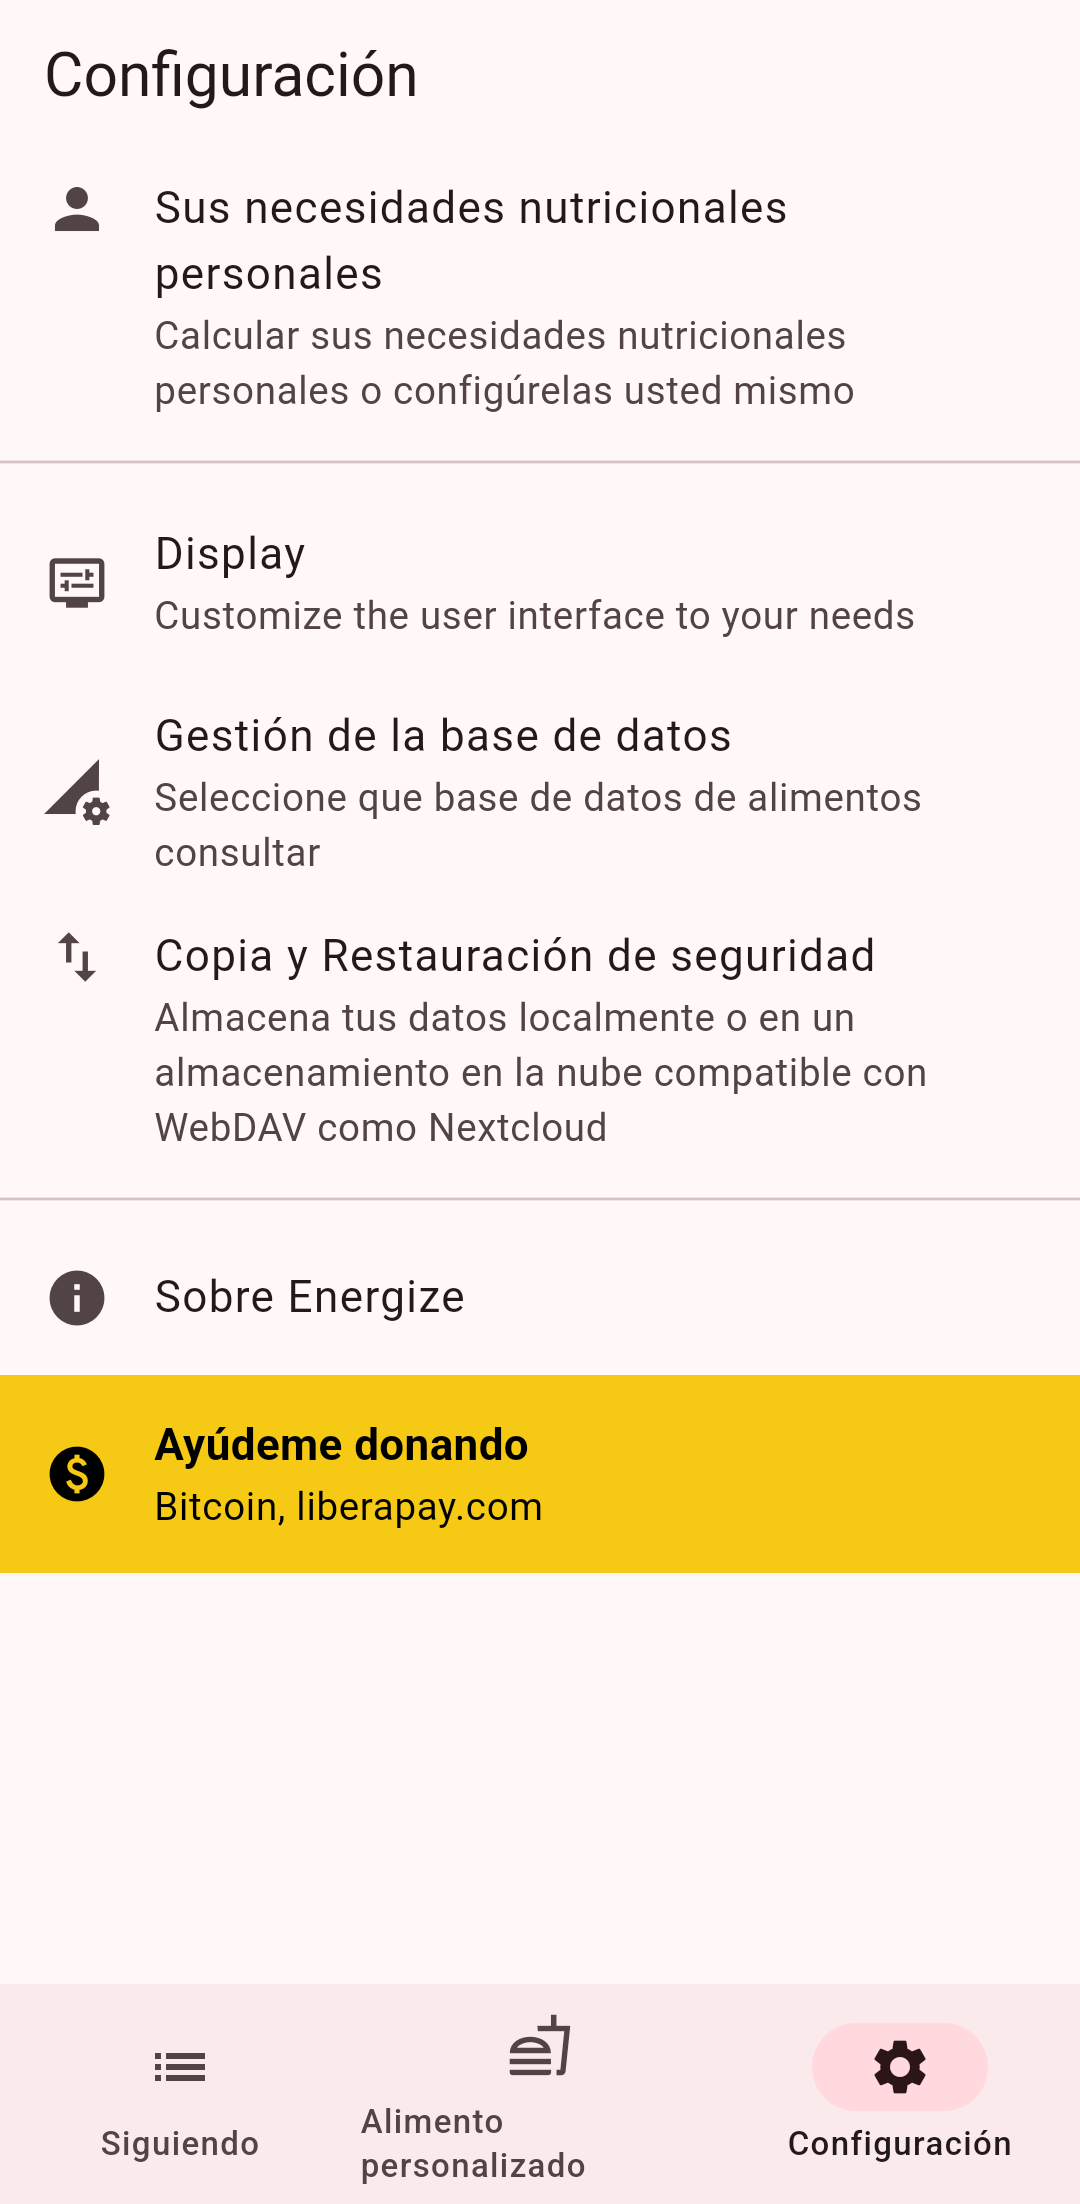 Configuración
Sus necesidades nutricionales
personales
Calcular sus necesidades nutricionales
personales o configúrelas usted mismo
Display
Customize the user interface to your needs
Gestión de la base de datos
Seleccione que base de datos de alimentos
consultar
Copia y Restauración de seguridad
Almacena tus datos localmente o en un
almacenamiento en la nube compatible con
WebDAV como Nextcloud
Sobre Energize
Ayúdeme donando
Bitcoin, liberapay.com
Siguiendo
Alimento
personalizado
Configuración